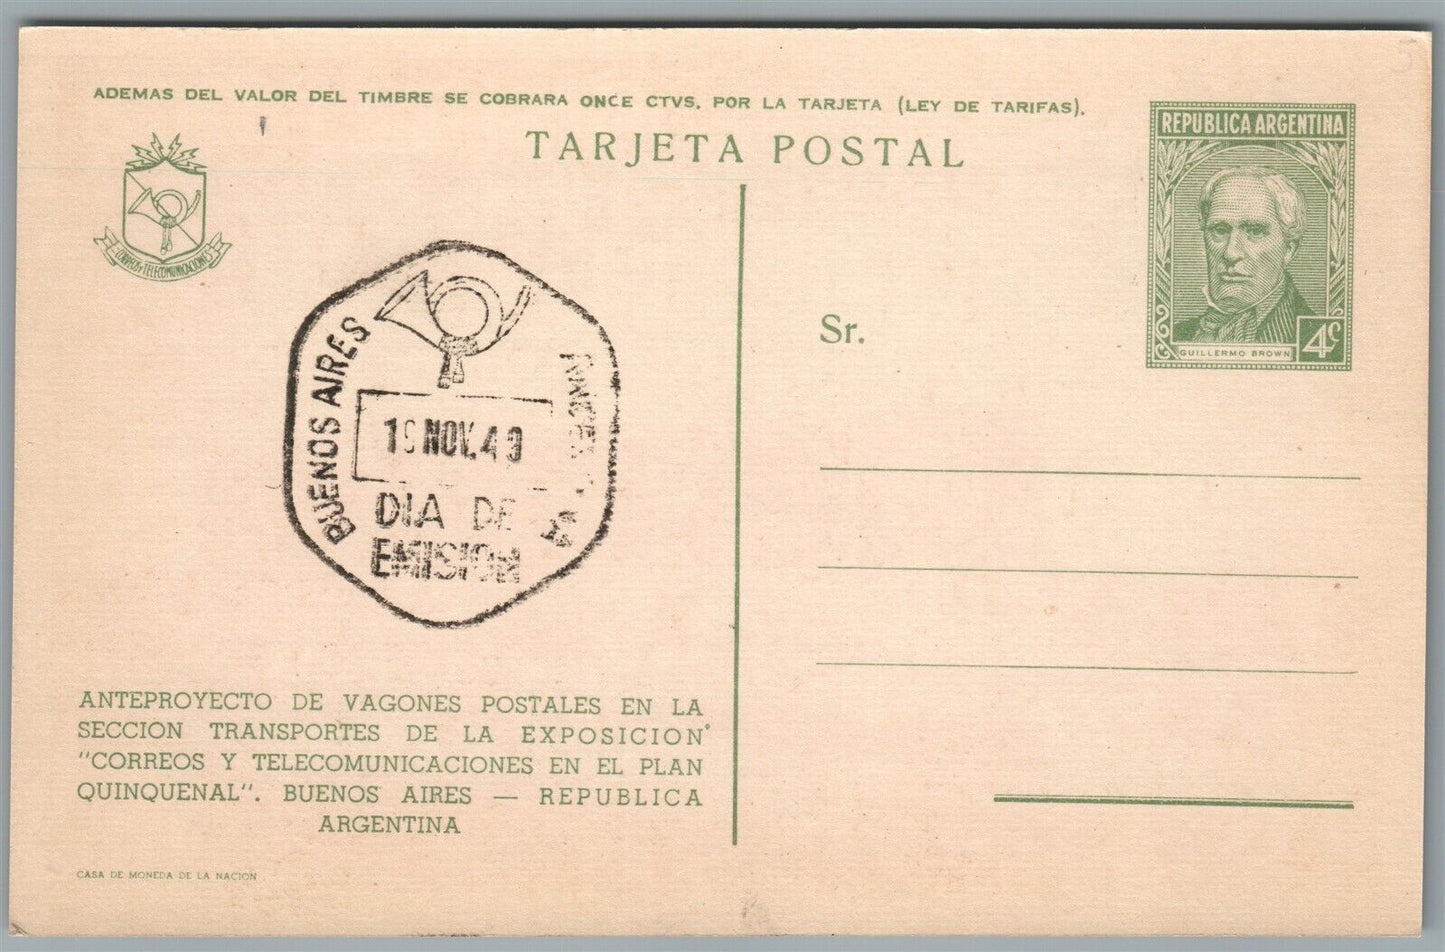 ADEMAS DEL VALOR DEL TIMBRE SE COBRARA ONCE CTVS. POR LA TARJETA (LEY DE TARIFAS).
TARJETA POSTAL
CORREOS Y TELECOMUNICACIONES
REPUBLICA ARGENTINA
GUILLERMO BROWN
4c
BUENOS AIRES
NOV. 49
DIA DE
EMISION
Sr.
ANTEPROYECTO DE VAGONES POSTALES EN LA
SECCION TRANSPORTES DE LA EXPOSICION
"CORREOS Y TELECOMUNICACIONES EN EL PLAN
QUINQUENAL". BUENOS AIRES — REPUBLICA
ARGENTINA
CASA DE MONEDA DE LA NACION